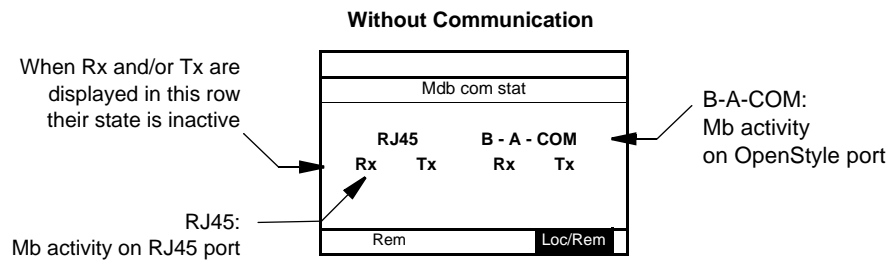 Without Communication
When Rx and/or Tx are
displayed in this row
their state is inactive
Mdb com stat
RJ45 B - A - COM
Rx Tx Rx Tx
Rem Loc/Rem
B-A-COM:
Mb activity
on OpenStyle port
RJ45:
Mb activity on RJ45 port